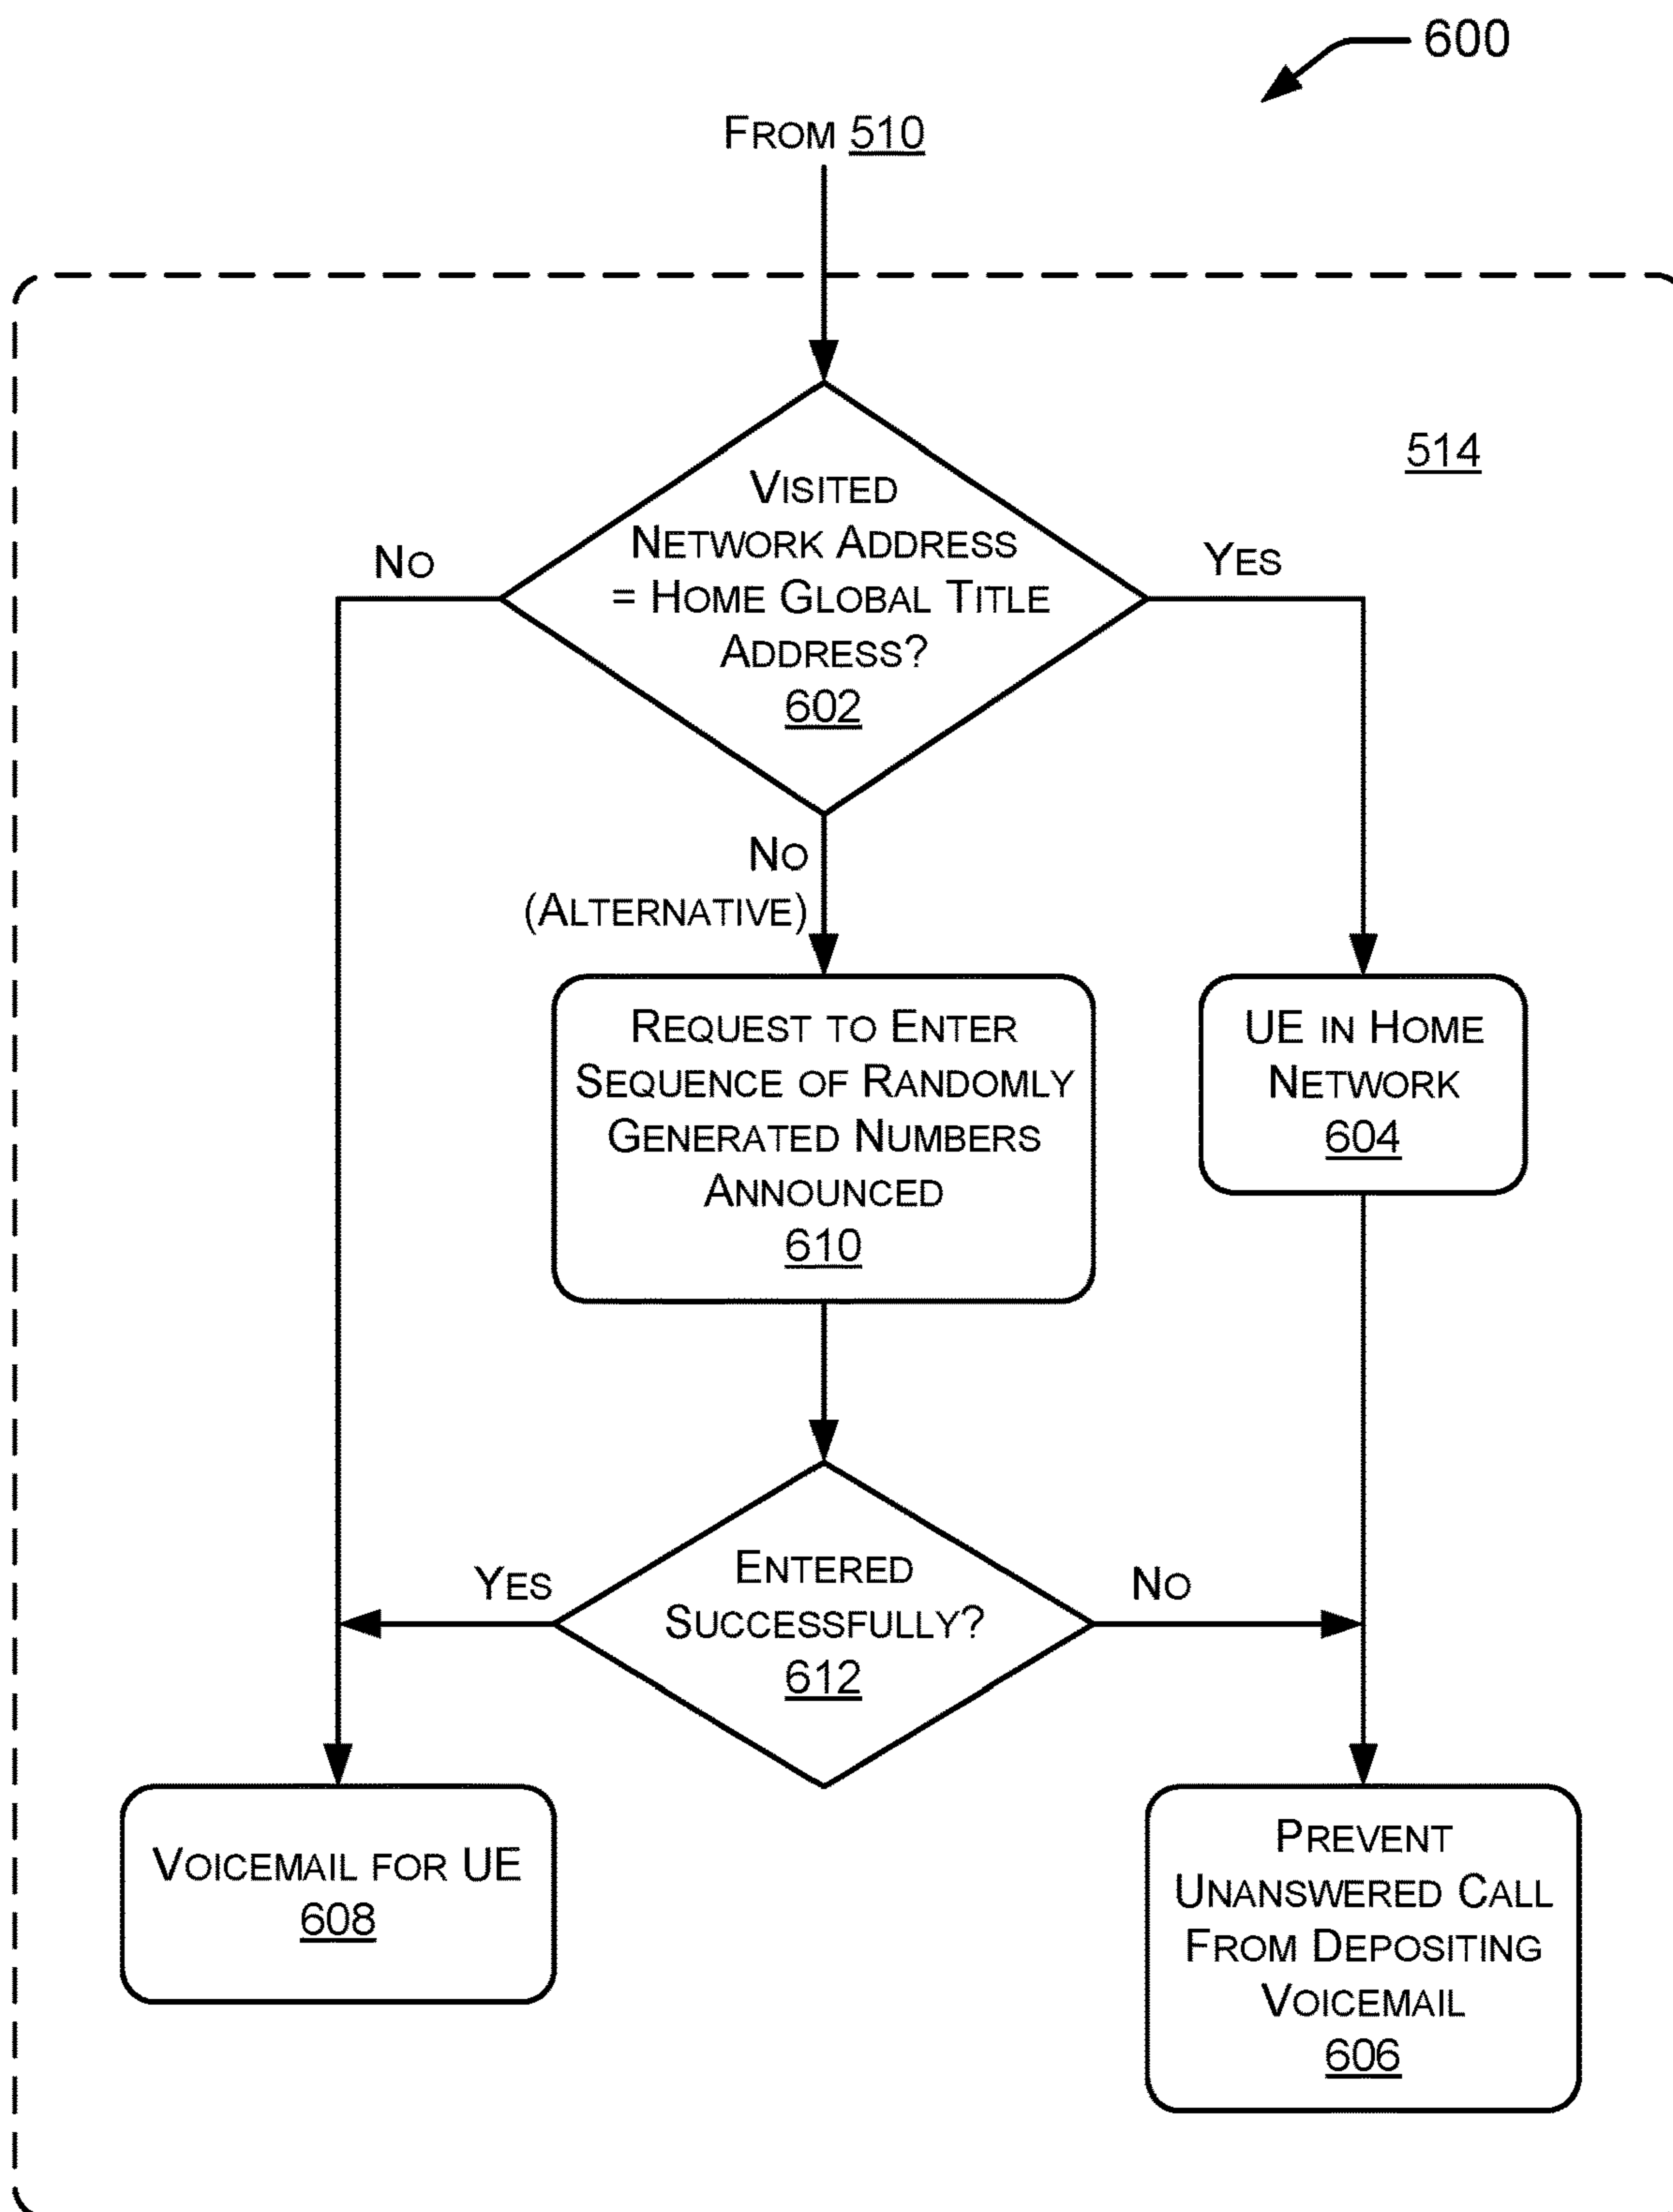 600
FROM 510
514
VISITED
NETWORK ADDRESS
= HOME GLOBAL TITLE
ADDRESS?
602
NO
YES
NO
(ALTERNATIVE)
REQUEST TO ENTER
SEQUENCE OF RANDOMLY
GENERATED NUMBERS
ANNOUNCED
610
UE IN HOME
NETWORK
604
YES
ENTERED
SUCCESSFULLY?
612
NO
VOICEMAIL FOR UE
608
PREVENT
UNANSWERED CALL
FROM DEPOSITING
VOICEMAIL
606